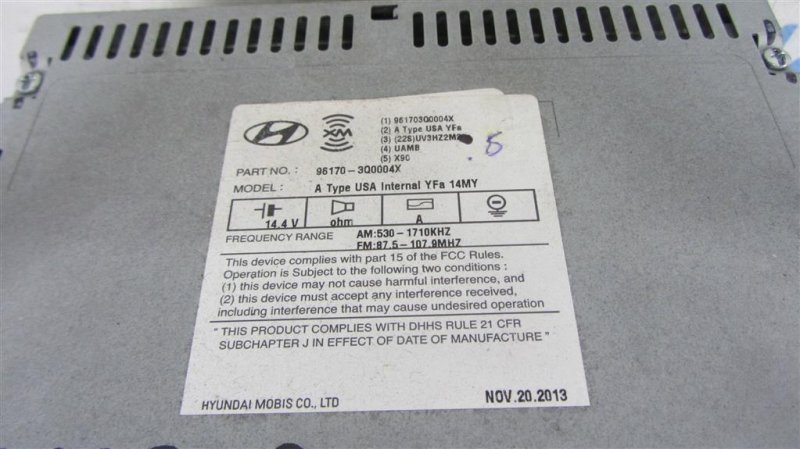 XM
(1) 961703Q0004X
(2) A Type USA YFa
(3) (22S)UV3HZ2M2
(4) UAMB
(5) X90
.5
PART NO. : 96170-3Q0004X
MODEL : A Type USA Internal YFa 14MY
14.4 V ohm A
FREQUENCY RANGE AM:530-1710KHZ
FM:87.5-107.9MHZ
This device complies with part 15 of the FCC Rules.
Operation is Subject to the following two conditions :
(1) this device may not cause harmful interference, and
(2) this device must accept any interference received,
including interference that may cause undesired operation
" THIS PRODUCT COMPLIES WITH DHHS RULE 21 CFR
SUBCHAPTER J IN EFFECT OF DATE OF MANUFACTURE"
HYUNDAI MOBIS CO., LTD NOV.20.2013